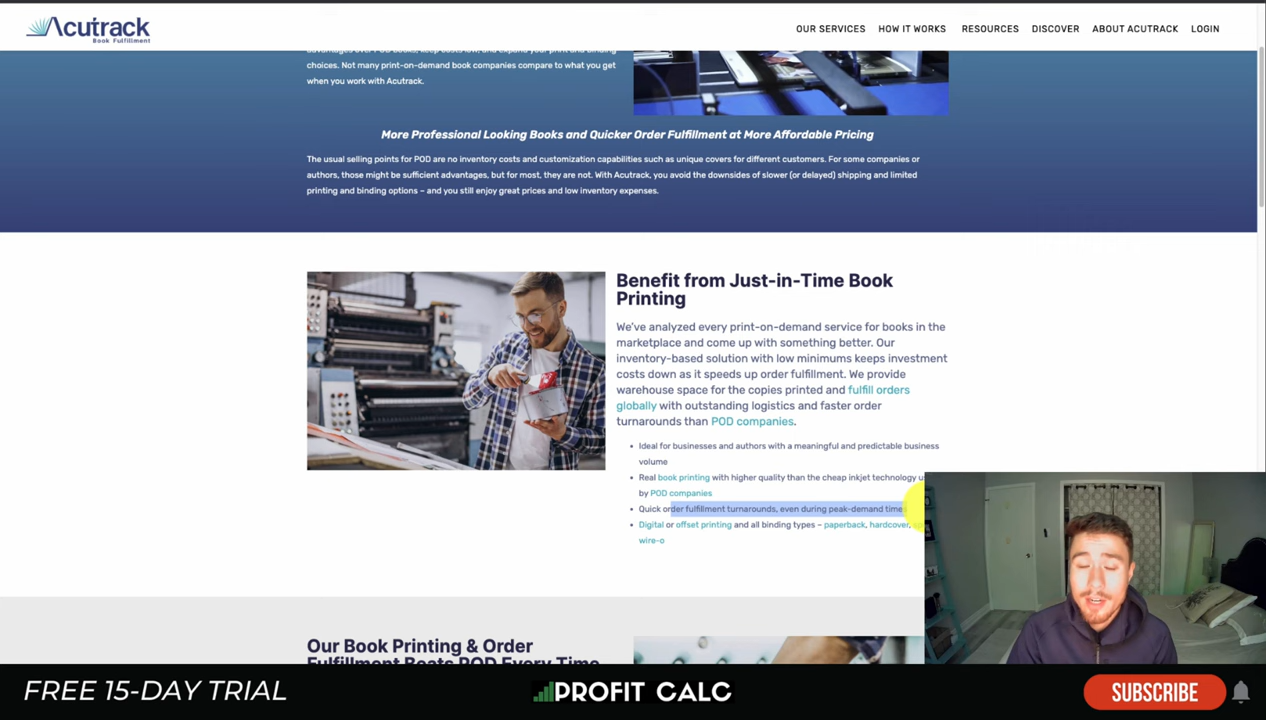 Acutrack
Book Fulfillment
OUR SERVICES HOW IT WORKS RESOURCES DISCOVER ABOUT ACUTRACK LOGIN
choices. Not many print-on-demand book companies compare to what you get
when you work with Acutrack.
More Professional Looking Books and Quicker Order Fulfillment at More Affordable Pricing
The usual selling points for POD are no inventory costs and customization capabilities such as unique covers for different customers. For some companies or
authors, those might be sufficient advantages, but for most, they are not. With Acutrack, you avoid the downsides of slower (or delayed) shipping and limited
printing and binding options – and you still enjoy great prices and low inventory expenses.
Benefit from Just-in-Time Book
Printing
We've analyzed every print-on-demand service for books in the
marketplace and come up with something better. Our
inventory-based solution with low minimums keeps investment
costs down as it speeds up order fulfillment. We provide
warehouse space for the copies printed and fulfill orders
globally with outstanding logistics and faster order
turnarounds than POD companies.
• Ideal for businesses and authors with a meaningful and predictable business
volume
• Real book printing with higher quality than the cheap inkjet technology
by POD companies
• Quick order fulfillment turnarounds, even during peak-demand times
• Digital or offset printing and all binding types – paperback, hardcover,
wire-o
Our Book Printing & Order
Fulfillment Beats POD Every Time
FREE 15-DAY TRIAL
PROFIT CALC
SUBSCRIBE